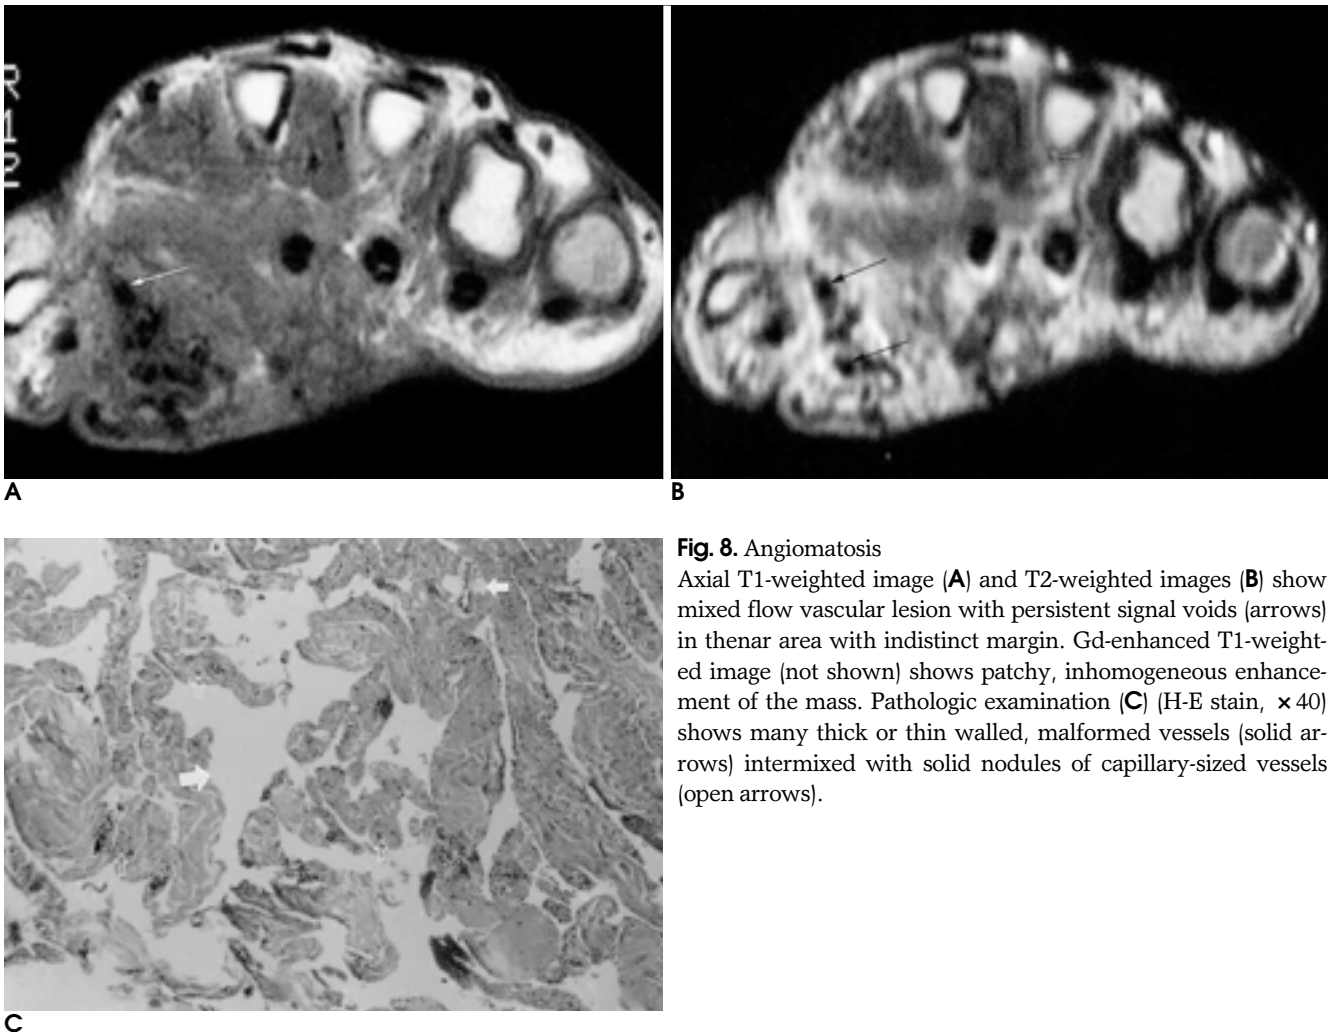 A
B
Fig. 8. Angiomatosis
Axial T1-weighted image (A) and T2-weighted images (B) show
mixed flow vascular lesion with persistent signal voids (arrows)
in thenar area with indistinct margin. Gd-enhanced T1-weight-
ed image (not shown) shows patchy, inhomogeneous enhance-
ment of the mass. Pathologic examination (C) (H-E stain, ×40)
shows many thick or thin walled, malformed vessels (solid ar-
rows) intermixed with solid nodules of capillary-sized vessels
(open arrows).
C